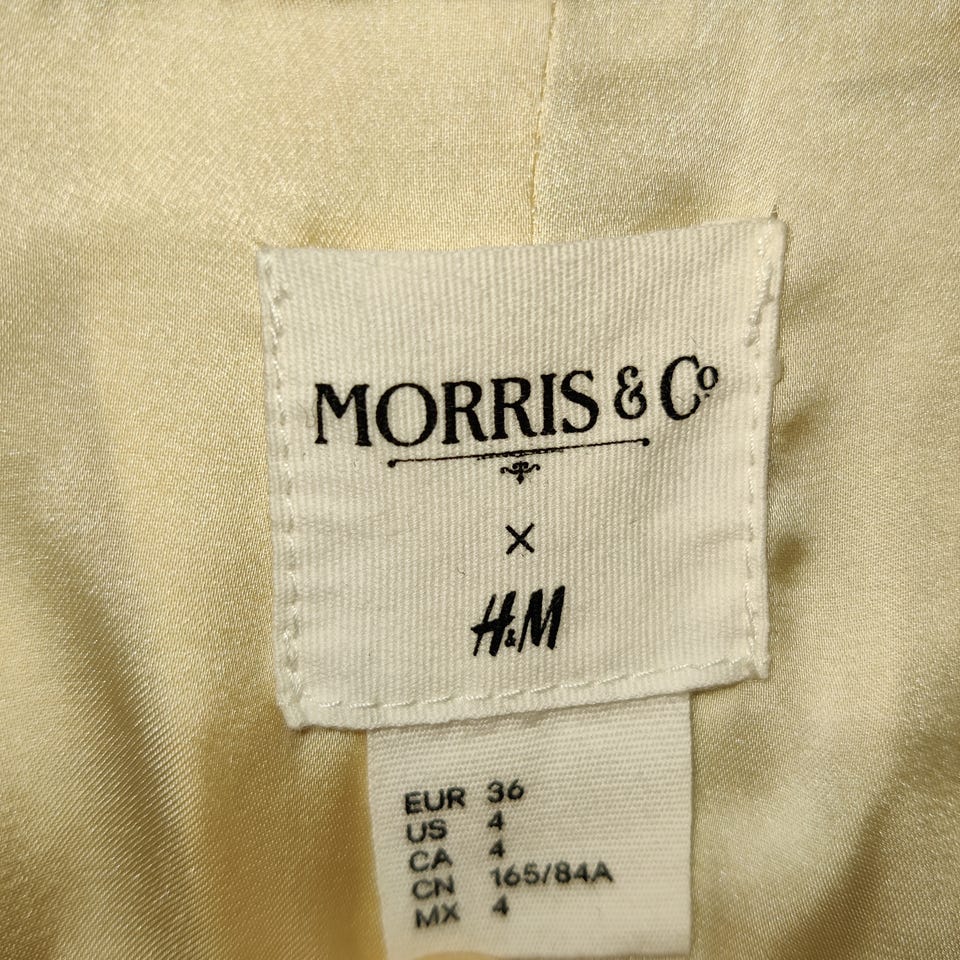 MORRIS & Co
×
H&M
EUR 36
US 4
CA 4
CN 165/84A
MX 4